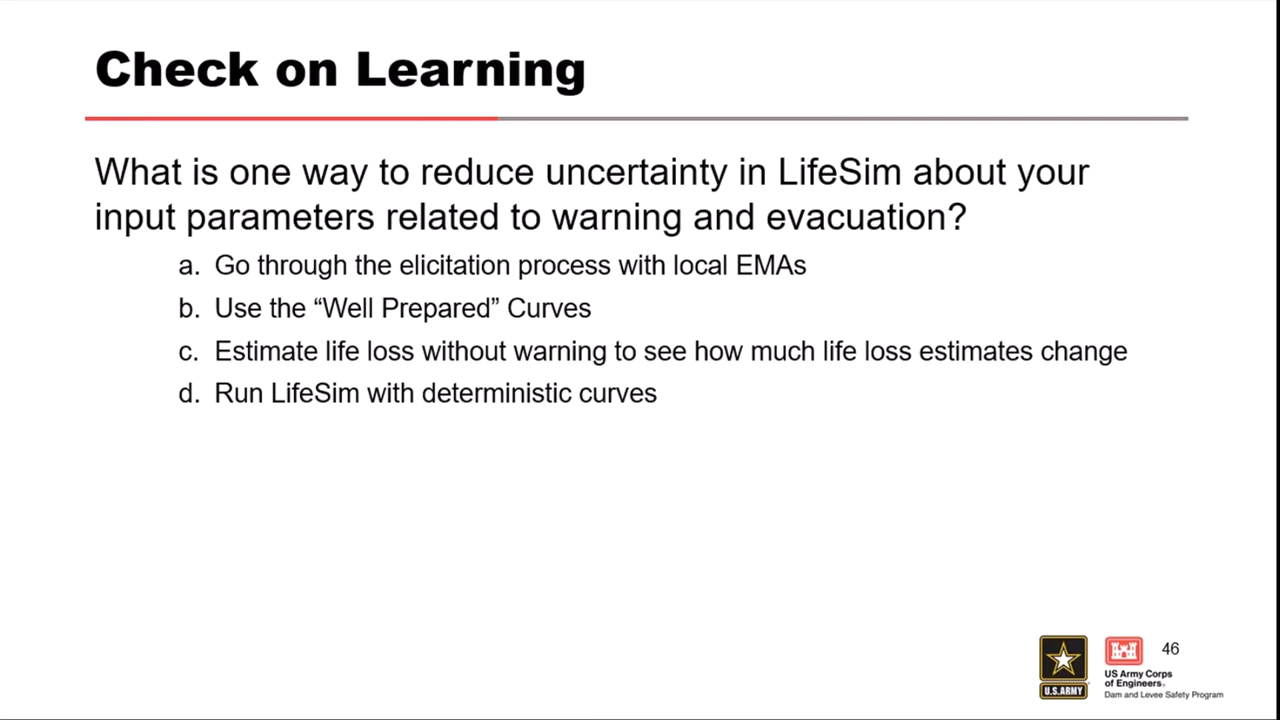 Check on Learning
What is one way to reduce uncertainty in LifeSim about your
input parameters related to warning and evacuation?
a. Go through the elicitation process with local EMAs
b. Use the “Well Prepared” Curves
c. Estimate life loss without warning to see how much life loss estimates change
d. Run LifeSim with deterministic curves
U.S.ARMY
US Army Corps
of Engineers®
Dam and Levee Safety Program
46